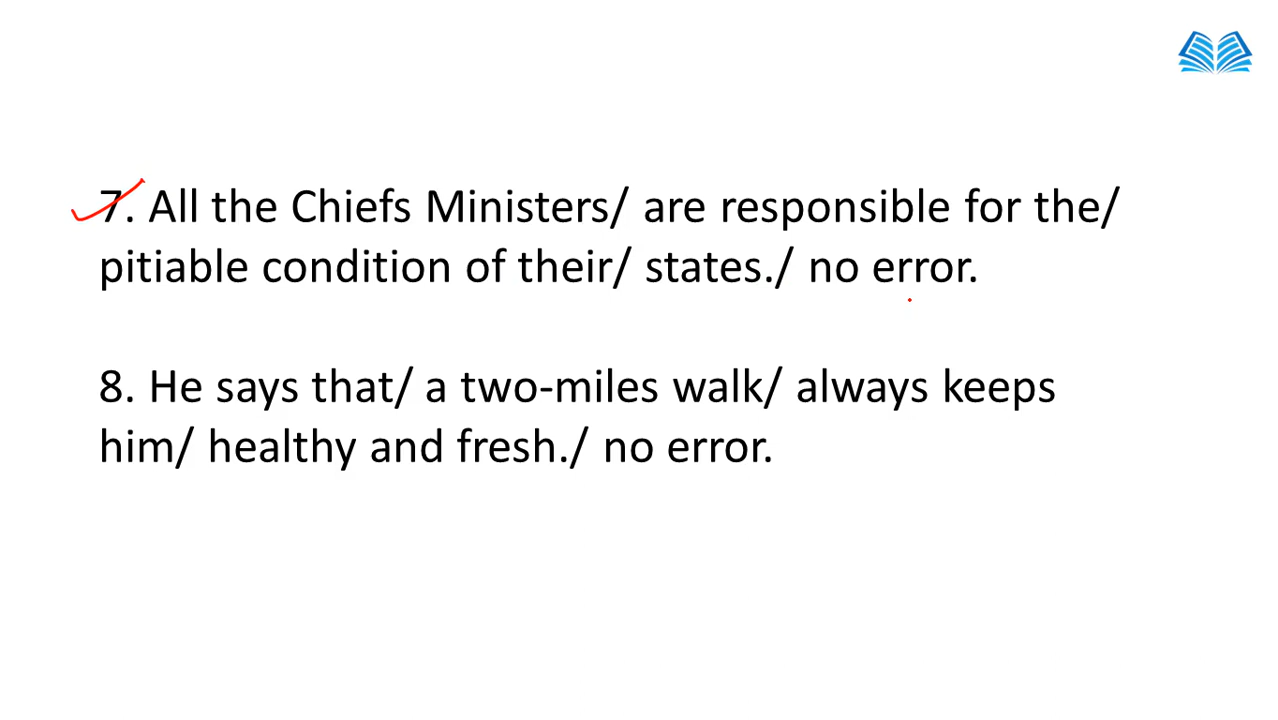 7. All the Chiefs Ministers/ are responsible for the/
pitiable condition of their/ states./ no error.
8. He says that/ a two-miles walk/ always keeps
him/ healthy and fresh./ no error.